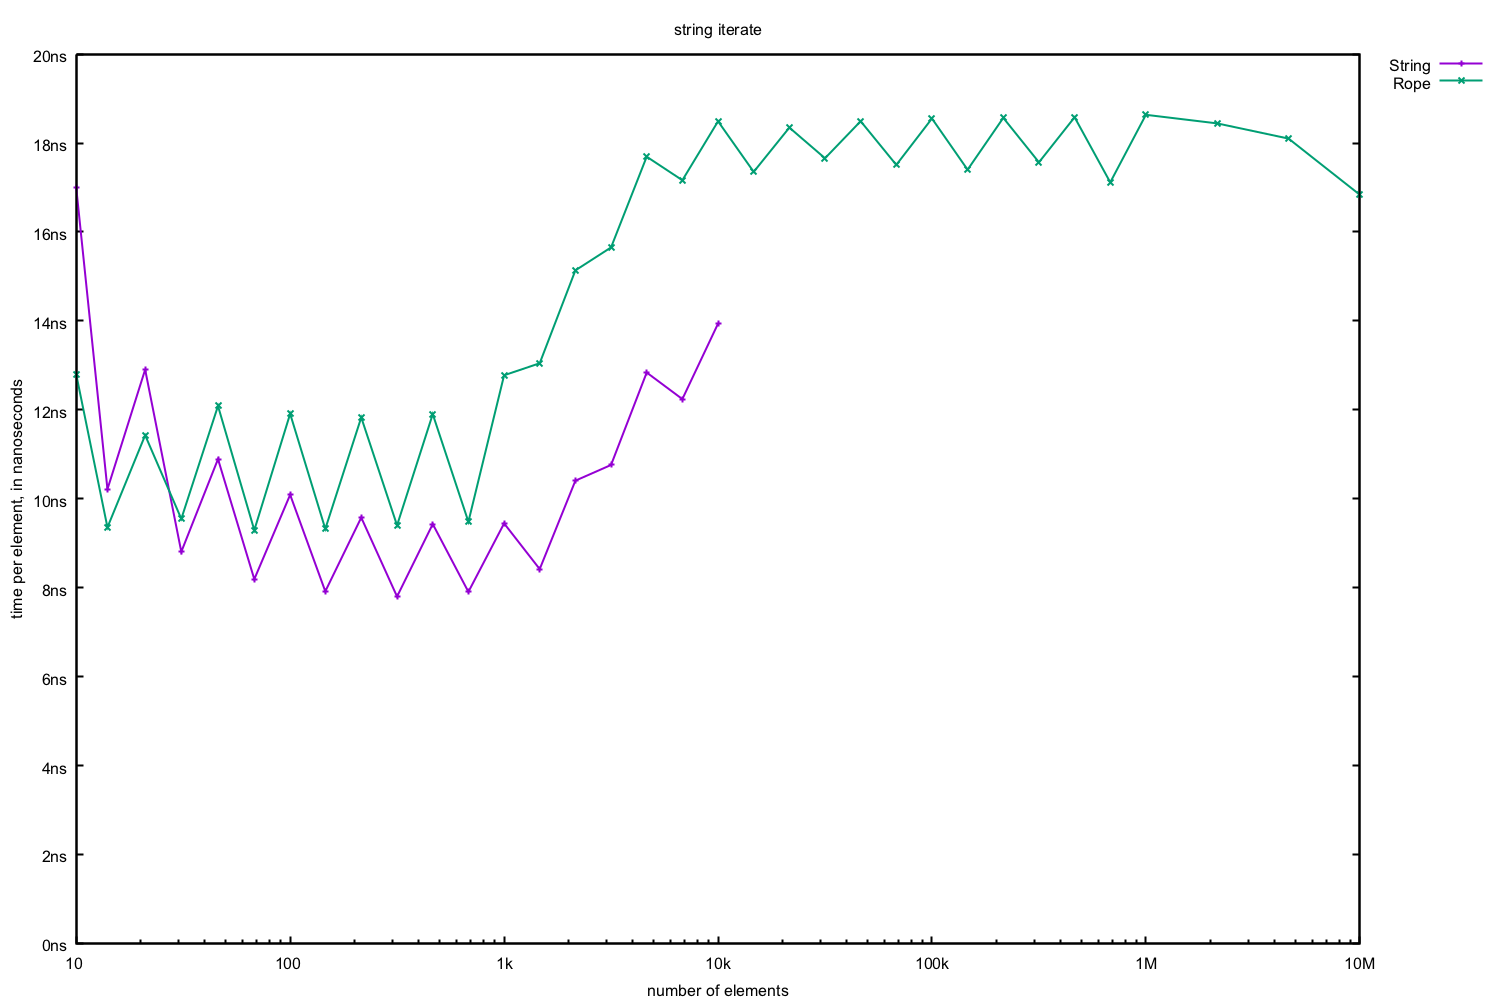 string iterate
String
Rope
20ns
18ns
16ns
14ns
12ns
10ns
8ns
6ns
4ns
2ns
0ns
time per element, in nanoseconds
10 100 1k 10k 100k 1M 10M
number of elements